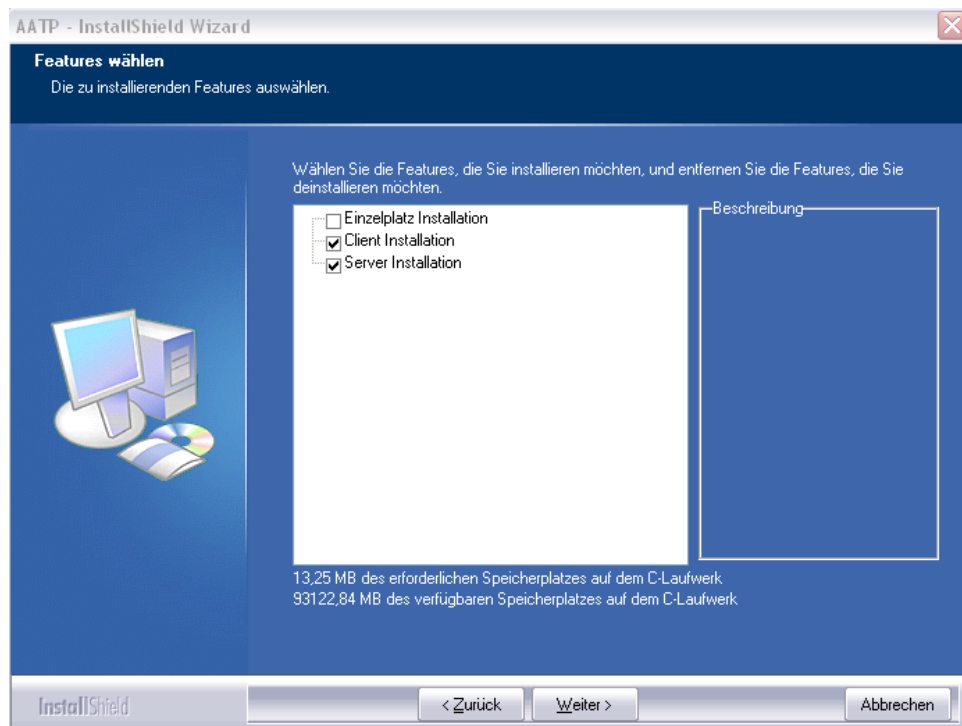 AATP - InstallShield Wizard
Features wählen
Die zu installierenden Features auswählen.
Wählen Sie die Features, die Sie installieren möchten, und entfernen Sie die Features, die Sie
deinstallieren möchten.
Einzelplatz Installation
Client Installation
Server Installation
Beschreibung
13,25 MB des erforderlichen Speicherplatzes auf dem C-Laufwerk
93122,84 MB des verfügbaren Speicherplatzes auf dem C-Laufwerk
InstallShield
< Zurück
Weiter >
Abbrechen